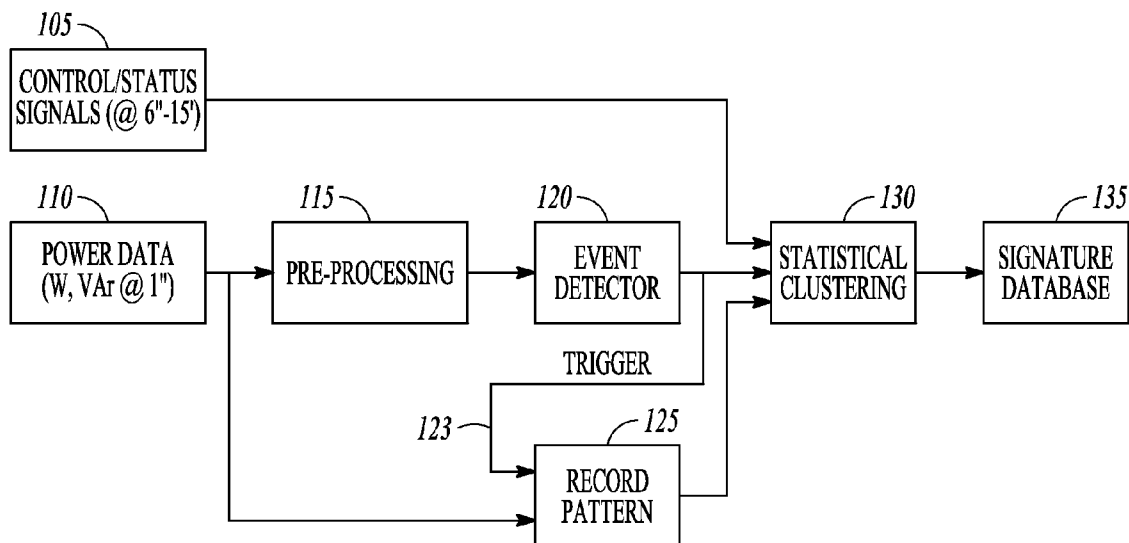 105
CONTROL/STATUS
SIGNALS (@ 6"-15')
110
115
120
130
135
POWER DATA
(W, VAr @ 1")
PRE-PROCESSING
EVENT
DETECTOR
STATISTICAL
CLUSTERING
SIGNATURE
DATABASE
TRIGGER
123
125
RECORD
PATTERN